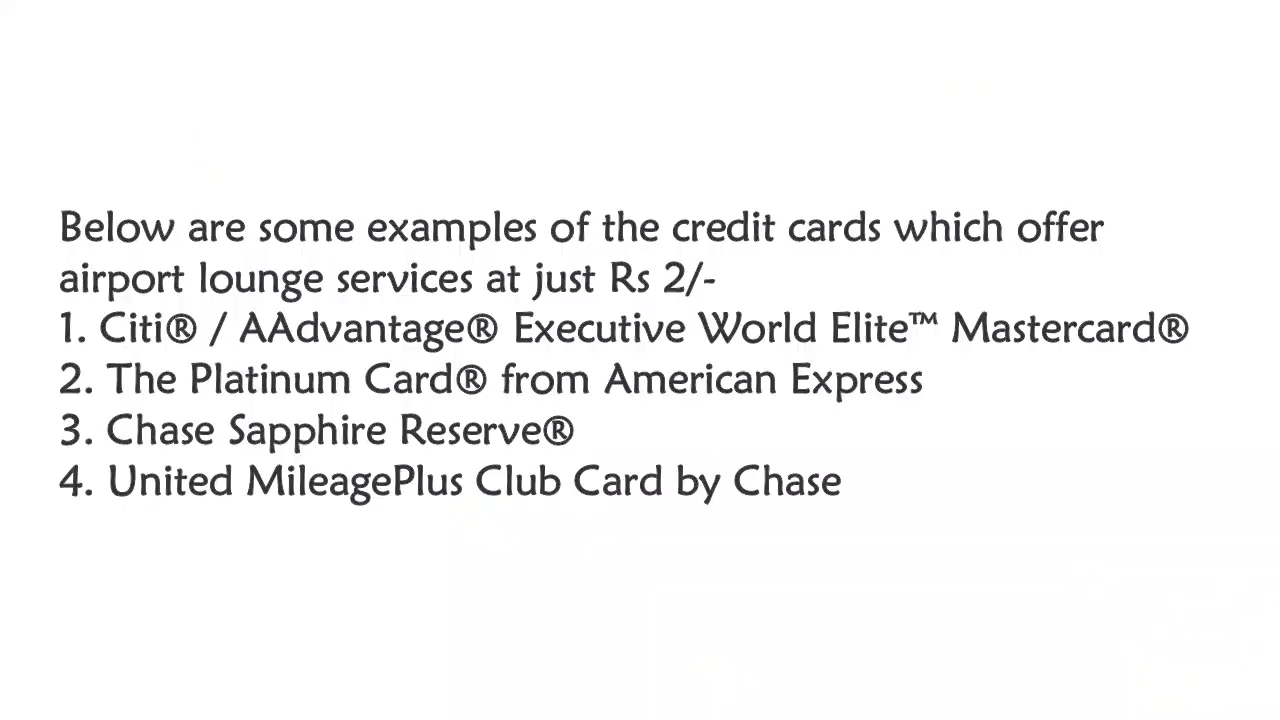 Below are some examples of the credit cards which offer
airport lounge services at just Rs 2/-
1. Citi® / AAdvantage® Executive World Elite™ Mastercard®
2. The Platinum Card® from American Express
3. Chase Sapphire Reserve®
4. United MileagePlus Club Card by Chase